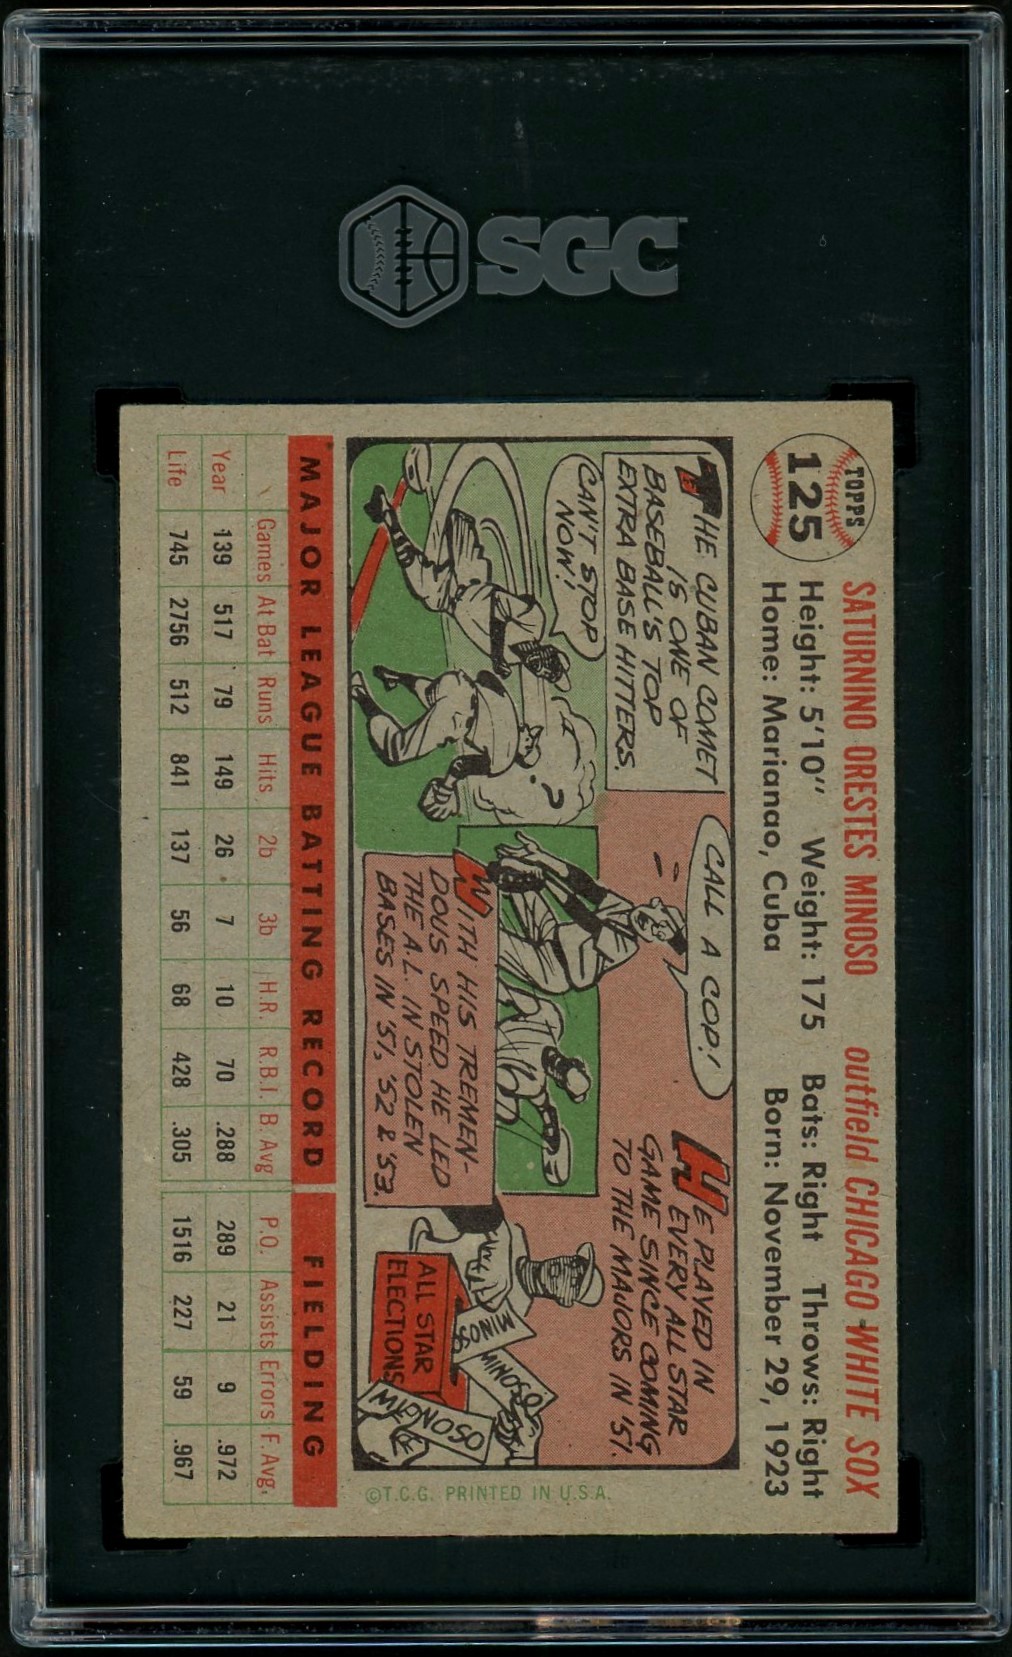 SGC
TOPPS
125
SATURNINO ORESTES MINOSO outfield CHICAGO WHITE SOX
Height: 5'10" Weight: 175 Bats: Right Throws: Right
Home: Marianao, Cuba Born: November 29, 1923
THE CUBAN COMET
IS ONE OF
BASEBALL'S TOP
EXTRA BASE HITTERS.
CAN'T STOP
NOW!
CALL A COP!
WITH HIS TREMEN-
DOUS SPEED HE LED
THE A.L. IN STOLEN
BASES IN '51, '52 & '53.
HE PLAYED IN
EVERY ALL STAR
GAME SINCE COMING
TO THE MAJORS IN '51.
MINOSO
MINOSO
ALL STAR
ELECTIONS
MINOSO
©T.C.G. PRINTED IN U.S.A.
MAJOR LEAGUE BATTING RECORD FIELDING
Games At Bat Runs Hits 2b 3b H.R. R.B.I. B. Avg P.O. Assists Errors F. Avg.
Year 139 517 79 149 26 7 10 70 .288 289 21 9 .972
Life 745 2756 512 841 137 56 68 428 .305 1516 227 59 .967